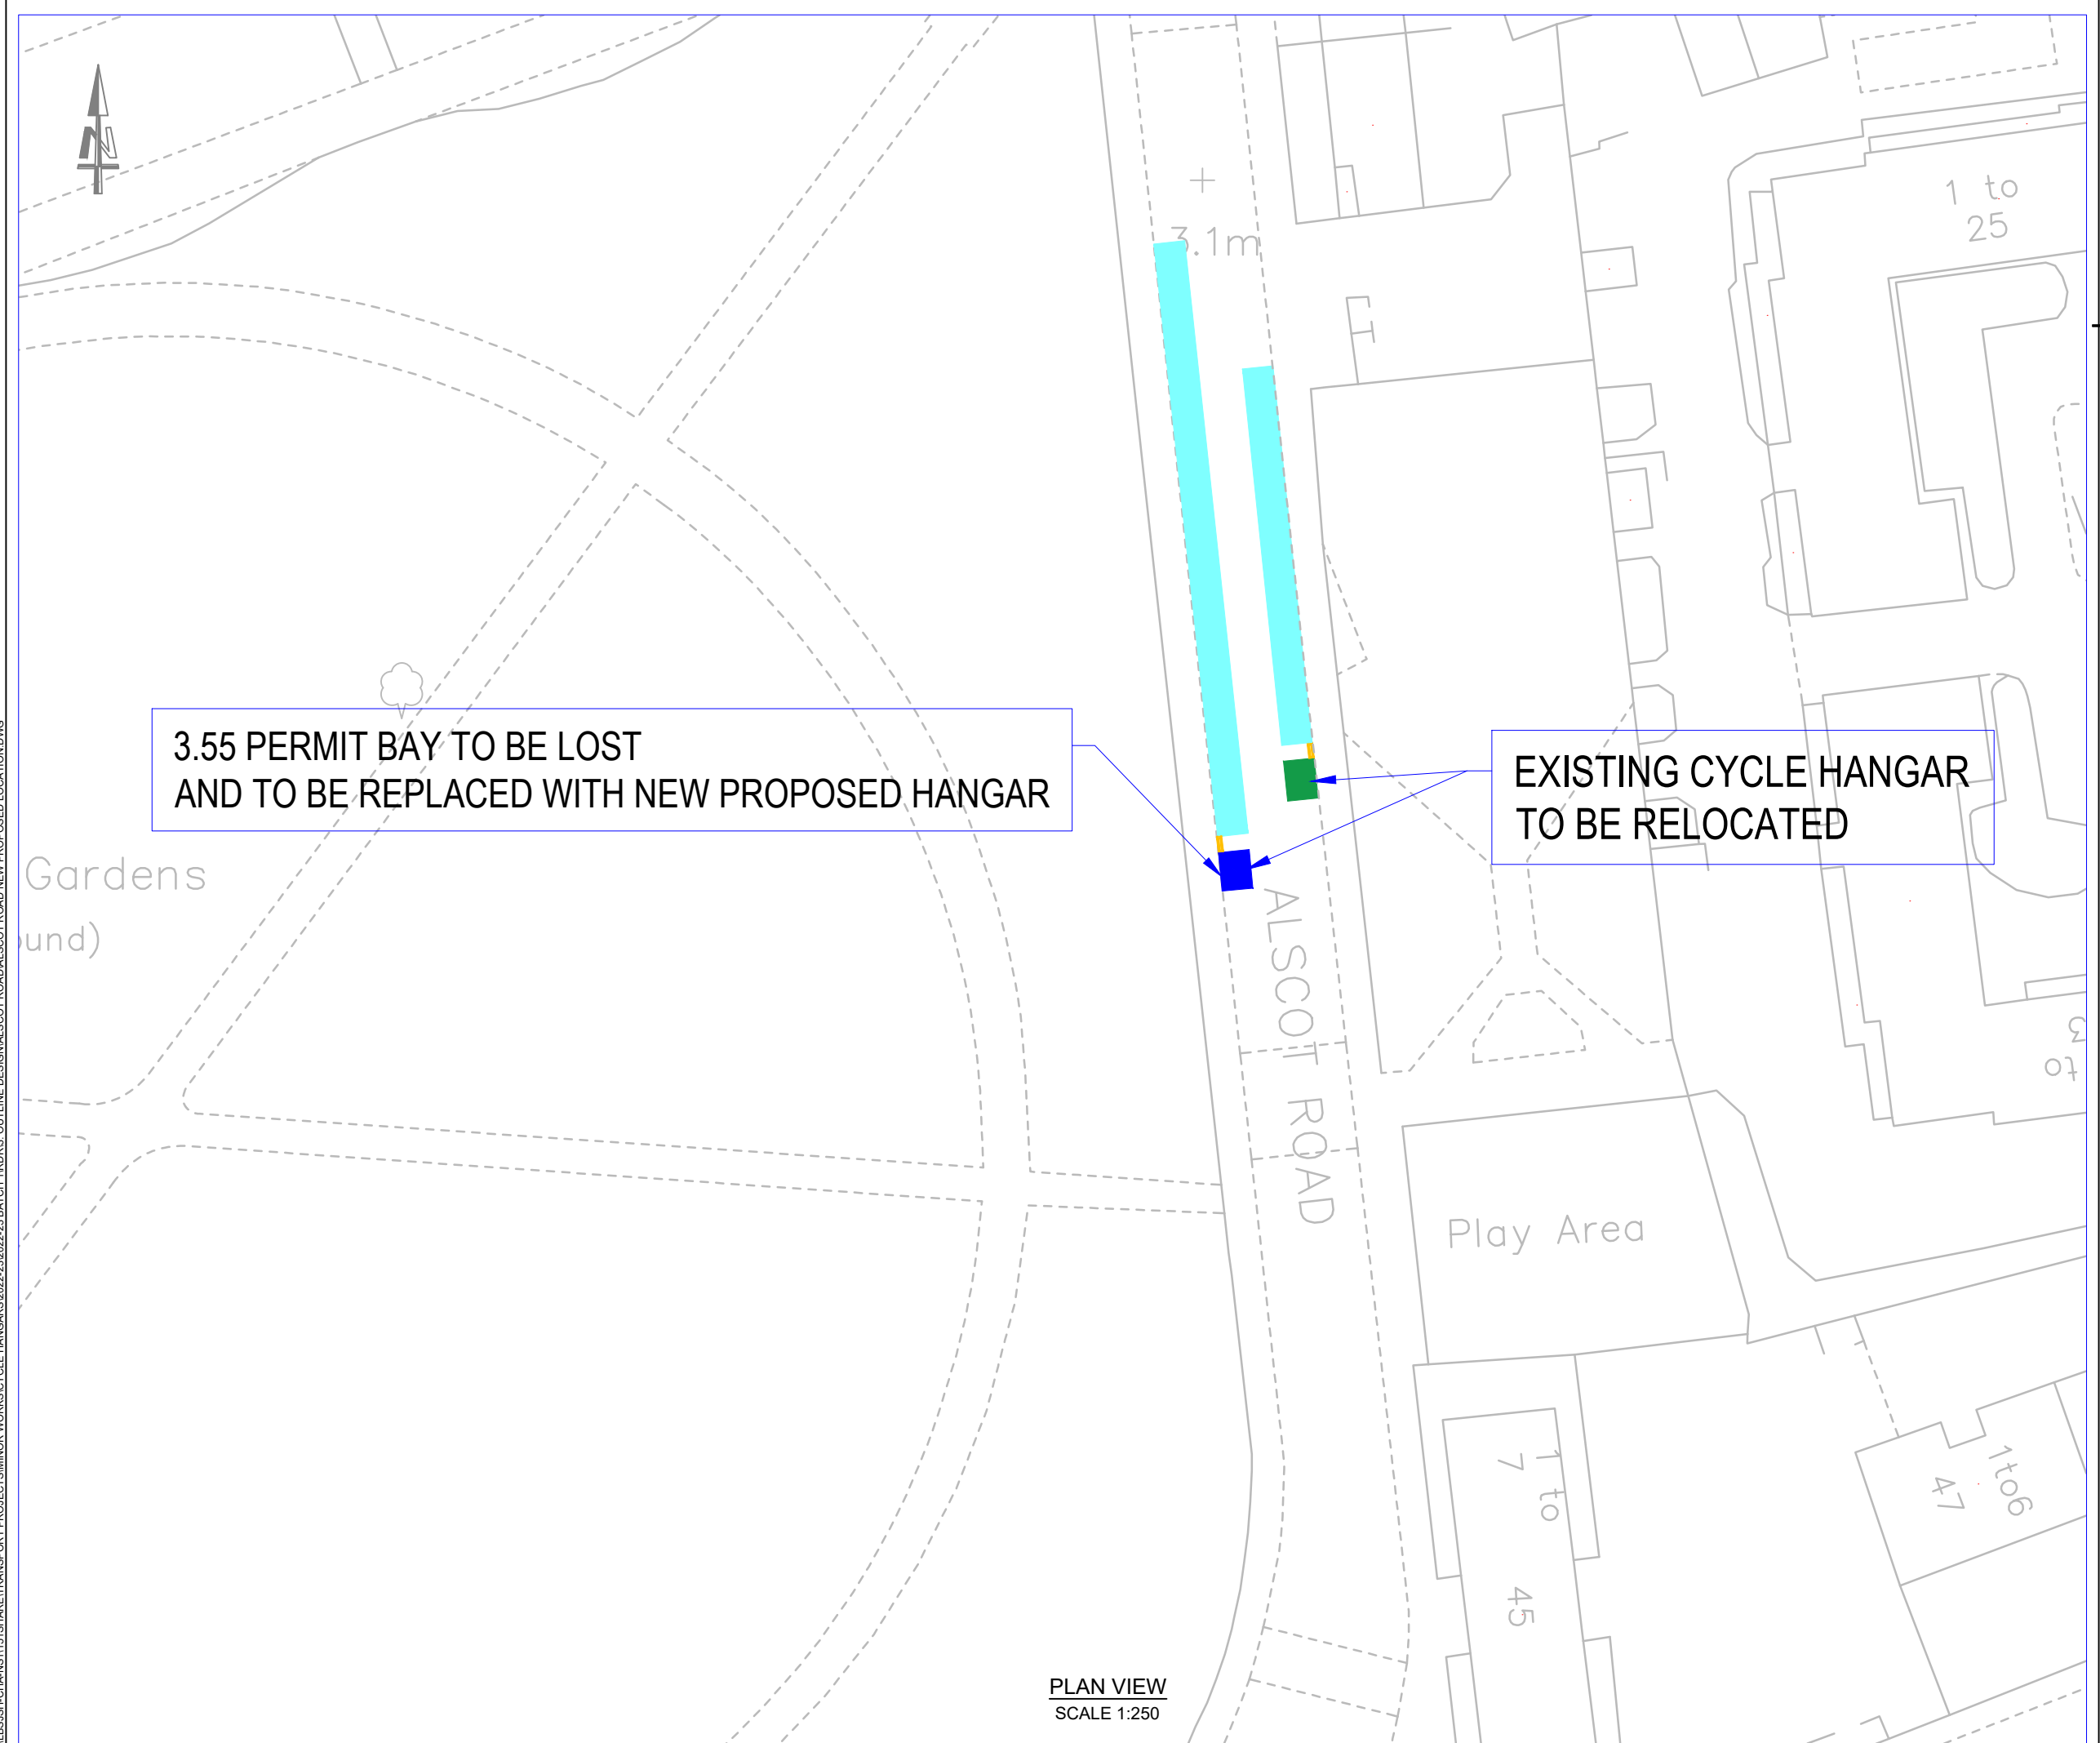 N
1 to
25
3.1m
3.55 PERMIT BAY TO BE LOST
AND TO BE REPLACED WITH NEW PROPOSED HANGAR
EXISTING CYCLE HANGAR
TO BE RELOCATED
Gardens
und)
ALSCOT ROAD
to
Play Area
1 to
7
45
1to6
47
PLAN VIEW
SCALE 1:250